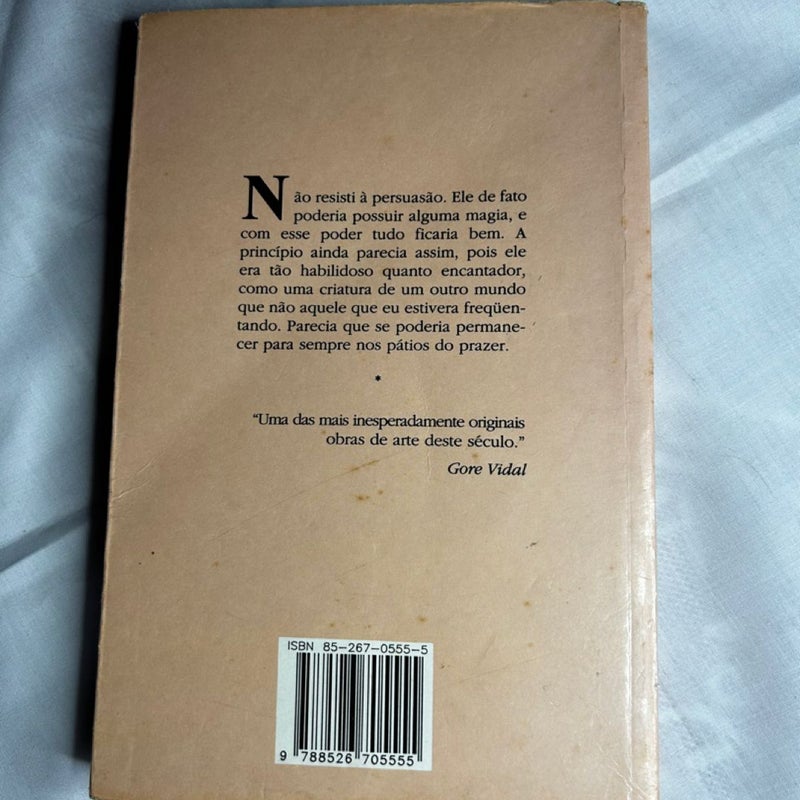 Não resisti à persuasão. Ele de fato
poderia possuir alguma magia, e
com esse poder tudo ficaria bem. A
princípio ainda parecia assim, pois ele
era tão habilidoso quanto encantador,
como uma criatura de um outro mundo
que não aquele que eu estivera freqüen-
tando. Parecia que se poderia permane-
cer para sempre nos pátios do prazer.
*
“Uma das mais inesperadamente originais
obras de arte deste século.”
Gore Vidal
ISBN 85-267-0555-5
9 788526 705555